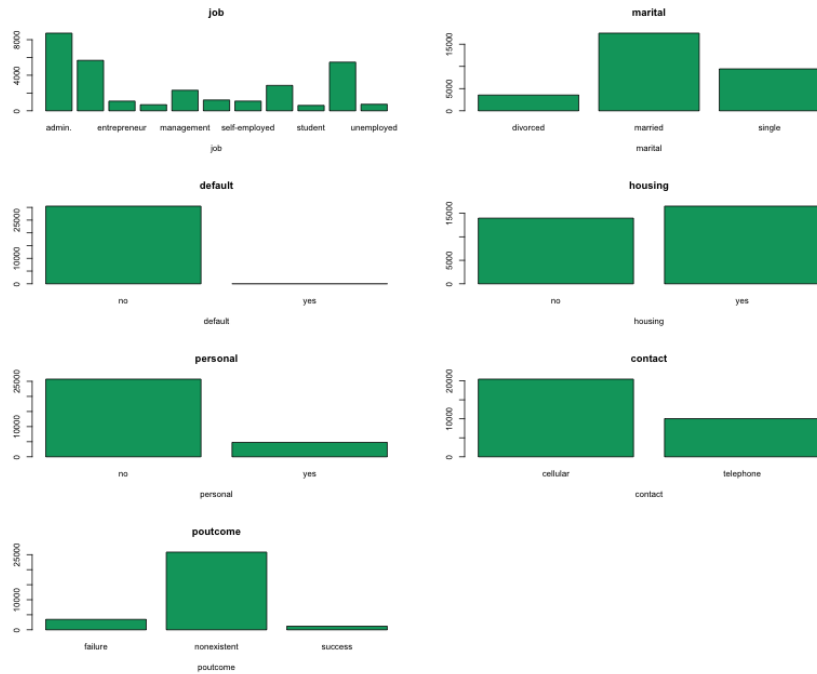 job
0 4000 8000
admin. entrepreneur management self-employed student unemployed
job
marital
0 5000 15000
divorced married single
marital
default
0 10000 25000
no yes
default
housing
0 5000 15000
no yes
housing
personal
0 10000 25000
no yes
personal
contact
0 10000 20000
cellular telephone
contact
poutcome
0 10000 25000
failure nonexistent success
poutcome